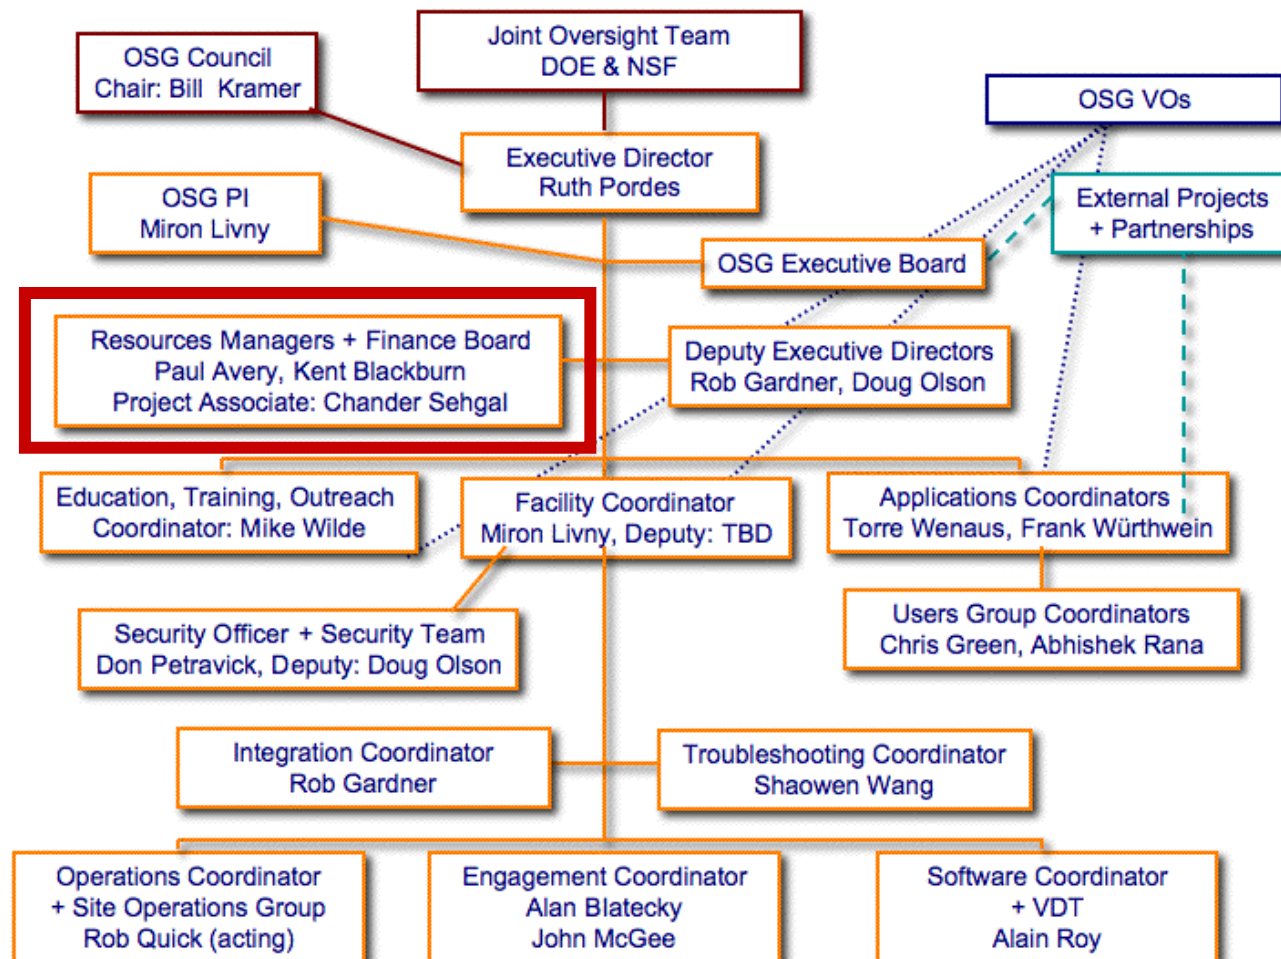 Joint Oversight Team
DOE & NSF
OSG Council
Chair: Bill Kramer
OSG VOs
Executive Director
Ruth Pordes
OSG PI
Miron Livny
External Projects
+ Partnerships
OSG Executive Board
Resources Managers + Finance Board
Paul Avery, Kent Blackburn
Project Associate: Chander Sehgal
Deputy Executive Directors
Rob Gardner, Doug Olson
Education, Training, Outreach
Coordinator: Mike Wilde
Facility Coordinator
Miron Livny, Deputy: TBD
Applications Coordinators
Torre Wenaus, Frank Würthwein
Users Group Coordinators
Chris Green, Abhishek Rana
Security Officer + Security Team
Don Petravick, Deputy: Doug Olson
Integration Coordinator
Rob Gardner
Troubleshooting Coordinator
Shaowen Wang
Operations Coordinator
+ Site Operations Group
Rob Quick (acting)
Engagement Coordinator
Alan Blatecky
John McGee
Software Coordinator
+ VDT
Alain Roy